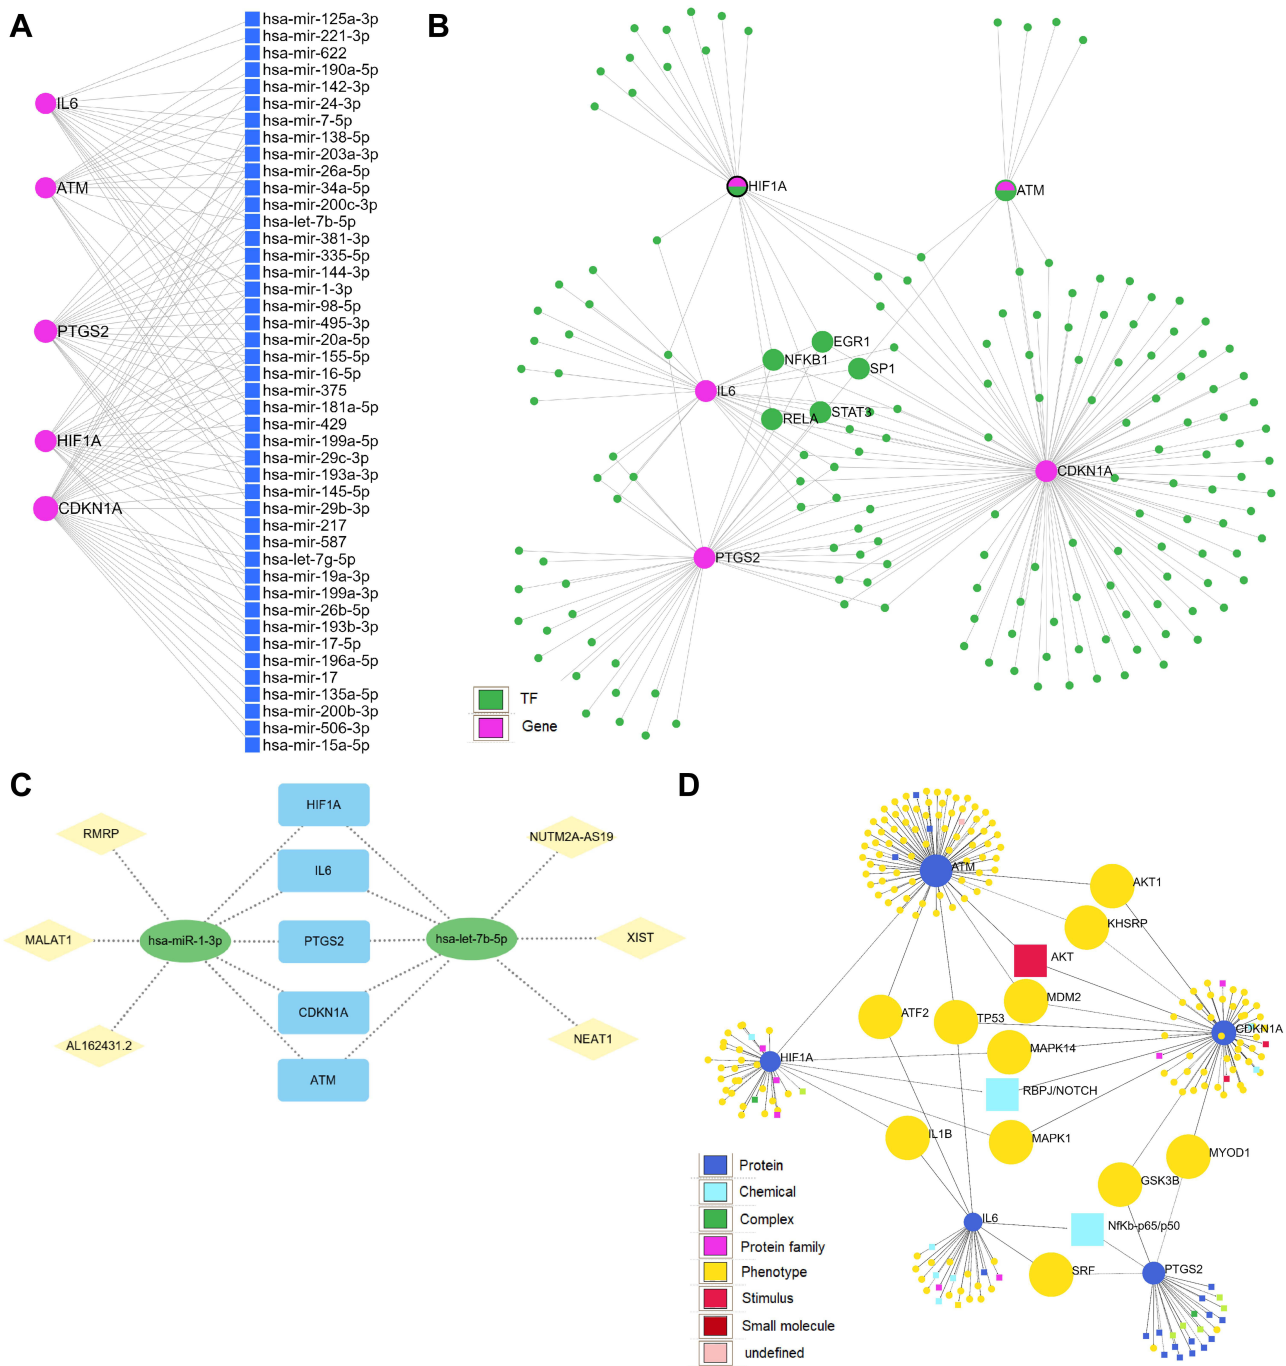 A
IL6
ATM
PTGS2
HIF1A
CDKN1A
hsa-mir-125a-3p
hsa-mir-221-3p
hsa-mir-622
hsa-mir-190a-5p
hsa-mir-142-3p
hsa-mir-24-3p
hsa-mir-7-5p
hsa-mir-138-5p
hsa-mir-203a-3p
hsa-mir-26a-5p
hsa-mir-34a-5p
hsa-mir-200c-3p
hsa-let-7b-5p
hsa-mir-381-3p
hsa-mir-335-5p
hsa-mir-144-3p
hsa-mir-1-3p
hsa-mir-98-5p
hsa-mir-495-3p
hsa-mir-20a-5p
hsa-mir-155-5p
hsa-mir-16-5p
hsa-mir-375
hsa-mir-181a-5p
hsa-mir-429
hsa-mir-199a-5p
hsa-mir-29c-3p
hsa-mir-193a-3p
hsa-mir-145-5p
hsa-mir-29b-3p
hsa-mir-217
hsa-mir-587
hsa-let-7g-5p
hsa-mir-19a-3p
hsa-mir-199a-3p
hsa-mir-26b-5p
hsa-mir-193b-3p
hsa-mir-17-5p
hsa-mir-196a-5p
hsa-mir-17
hsa-mir-135a-5p
hsa-mir-200b-3p
hsa-mir-506-3p
hsa-mir-15a-5p
B
HIF1A
ATM
EGR1
NFKB1
SP1
IL6
STAT3
RELA
CDKN1A
PTGS2
TF
Gene
C
HIF1A
RMRP
NUTM2A-AS19
IL6
MALAT1
hsa-miR-1-3p
PTGS2
hsa-let-7b-5p
XIST
CDKN1A
AL162431.2
NEAT1
ATM
D
ATM
AKT1
KHSRP
AKT
MDM2
ATF2
TP53
CDKN1A
MAPK14
HIF1A
RBPJ/NOTCH
IL1B
MAPK1
MYOD1
GSK3B
IL6
NfKb-p65/p50
SRF
PTGS2
Protein
Chemical
Complex
Protein family
Phenotype
Stimulus
Small molecule
undefined